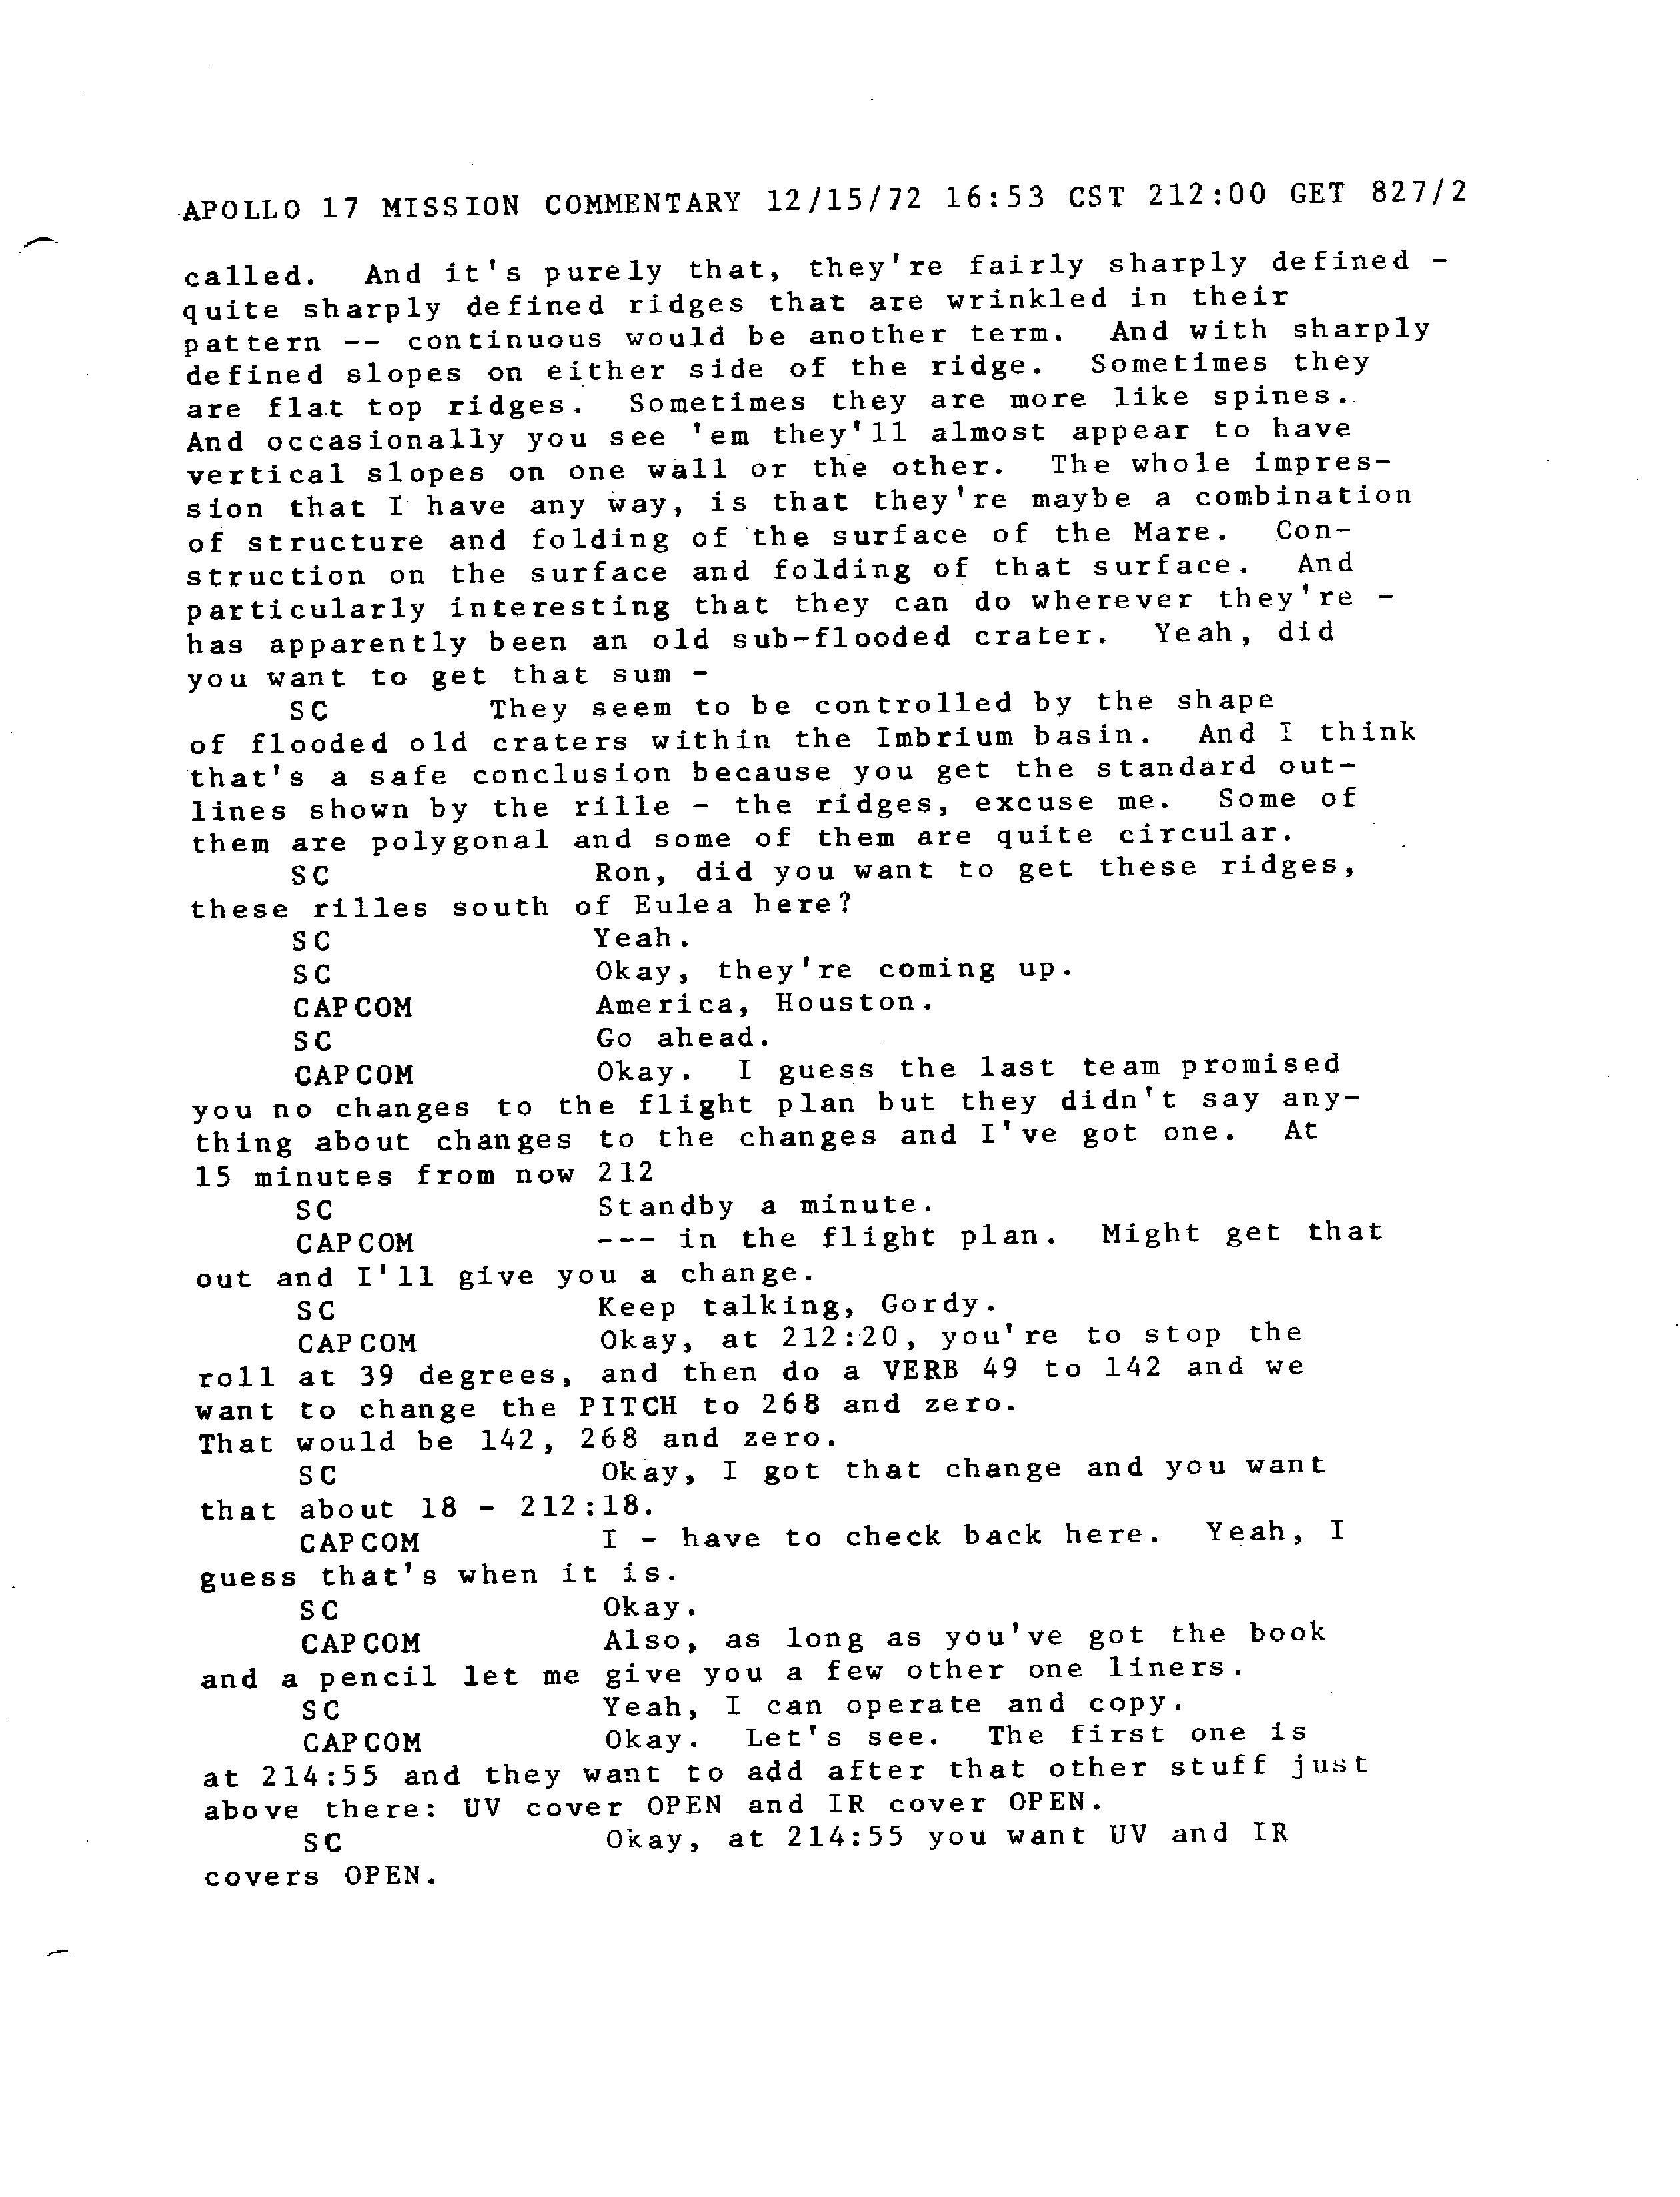 APOLLO 17 MISSION COMMENTARY 12/15/72 16:53 CST 212:00 GET 827/2
called. And it's purely that, they're fairly sharply defined -
quite sharply defined ridges that are wrinkled in their
pattern -- continuous would be another term. And with sharply
defined slopes on either side of the ridge. Sometimes they
are flat top ridges. Sometimes they are more like spines.
And occasionally you see 'em they'll almost appear to have
vertical slopes on one wall or the other. The whole impres-
sion that I have any way, is that they're maybe a combination
of structure and folding of the surface of the Mare. Con-
struction on the surface and folding of that surface. And
particularly interesting that they can do wherever they're -
has apparently been an old sub-flooded crater. Yeah, did
you want to get that sum -
SC They seem to be controlled by the shape
of flooded old craters within the Imbrium basin. And I think
that's a safe conclusion because you get the standard out-
lines shown by the rille - the ridges, excuse me. Some of
them are polygonal and some of them are quite circular.
SC Ron, did you want to get these ridges,
these rilles south of Eulea here?
SC Yeah.
SC Okay, they're coming up.
CAPCOM America, Houston.
SC Go ahead.
CAPCOM Okay. I guess the last team promised
you no changes to the flight plan but they didn't say any-
thing about changes to the changes and I've got one. At
15 minutes from now 212
SC Standby a minute.
CAPCOM --- in the flight plan. Might get that
out and I'll give you a change.
SC Keep talking, Gordy.
CAPCOM Okay, at 212:20, you're to stop the
roll at 39 degrees, and then do a VERB 49 to 142 and we
want to change the PITCH to 268 and zero.
That would be 142, 268 and zero.
SC Okay, I got that change and you want
that about 18 - 212:18.
CAPCOM I - have to check back here. Yeah, I
guess that's when it is.
SC Okay.
CAPCOM Also, as long as you've got the book
and a pencil let me give you a few other one liners.
SC Yeah, I can operate and copy.
CAPCOM Okay. Let's see. The first one is
at 214:55 and they want to add after that other stuff just
above there: UV cover OPEN and IR cover OPEN.
SC Okay, at 214:55 you want UV and IR
covers OPEN.